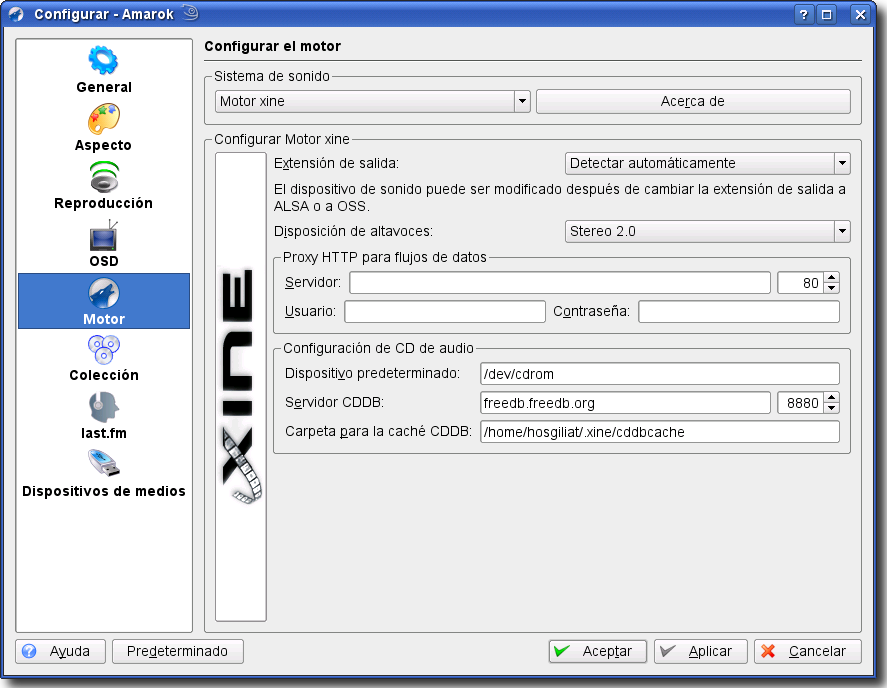 Configurar - Amarok
General
Aspecto
Reproducción
OSD
Motor
Colección
last.fm
Dispositivos de medios
Configurar el motor
Sistema de sonido
Motor xine
Acerca de
Configurar Motor xine
XINE
Extensión de salida: Detectar automáticamente
El dispositivo de sonido puede ser modificado después de cambiar la extensión de salida a
ALSA o a OSS.
Disposición de altavoces: Stereo 2.0
Proxy HTTP para flujos de datos
Servidor: 80
Usuario: Contraseña:
Configuración de CD de audio
Dispositivo predeterminado: /dev/cdrom
Servidor CDDB: freedb.freedb.org 8880
Carpeta para la caché CDDB: /home/hosgiliat/.xine/cddbcache
Ayuda Predeterminado Aceptar Aplicar Cancelar